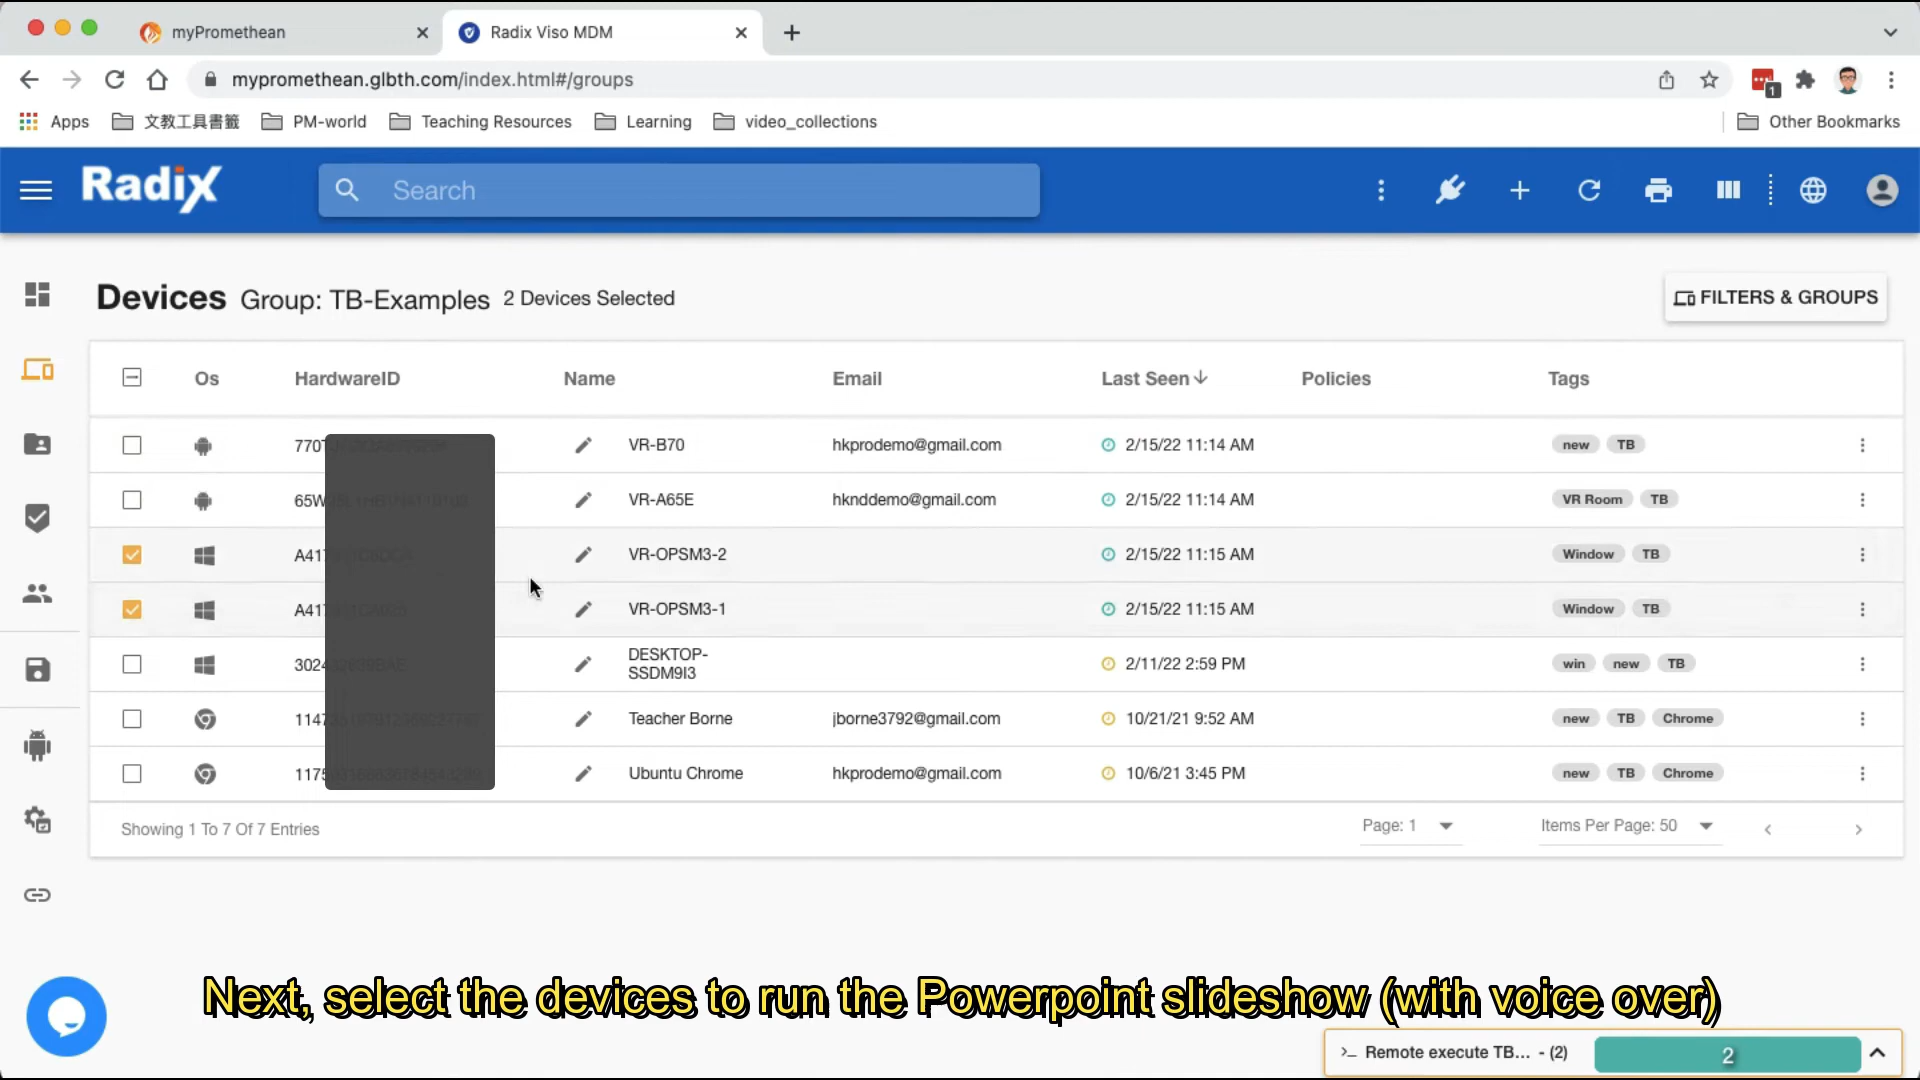 myPromethean
Radix Viso MDM
mypromethean.glbth.com/index.html#/groups
1
Apps
文教工具書籤
PM-world
Teaching Resources
Learning
video_collections
Other Bookmarks
Radix
Search
Devices Group: TB-Examples 2 Devices Selected
FILTERS & GROUPS
Os HardwareID Name Email Last Seen Policies Tags
VR-B70 hkprodemo@gmail.com 2/15/22 11:14 AM new TB
VR-A65E hknddemo@gmail.com 2/15/22 11:14 AM VR Room TB
VR-OPSM3-2 2/15/22 11:15 AM Window TB
VR-OPSM3-1 2/15/22 11:15 AM Window TB
DESKTOP-
SSDM9I3 2/11/22 2:59 PM win new TB
Teacher Borne jborne3792@gmail.com 10/21/21 9:52 AM new TB Chrome
Ubuntu Chrome hkprodemo@gmail.com 10/6/21 3:45 PM new TB Chrome
Showing 1 To 7 Of 7 Entries
Page: 1
Items Per Page: 50
Next, select the devices to run the Powerpoint slideshow (with voice over)
>_ Remote execute TB... - (2)
2